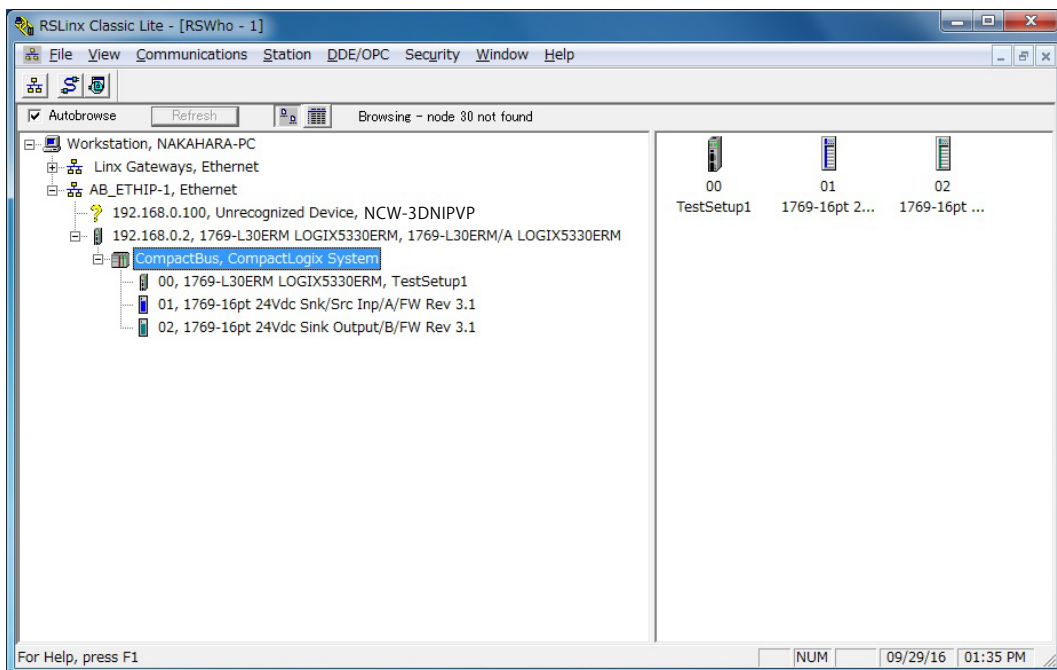 RSLinx Classic Lite - [RSWho - 1]
File View Communications Station DDE/OPC Security Window Help
Autobrowse Refresh Browsing - node 30 not found
Workstation, NAKAHARA-PC
Linx Gateways, Ethernet
AB_ETHIP-1, Ethernet
192.168.0.100, Unrecognized Device, NCW-3DNIPVP
192.168.0.2, 1769-L30ERM LOGIX5330ERM, 1769-L30ERM/A LOGIX5330ERM
CompactBus, CompactLogix System
00, 1769-L30ERM LOGIX5330ERM, TestSetup1
01, 1769-16pt 24Vdc Snk/Src Inp/A/FW Rev 3.1
02, 1769-16pt 24Vdc Sink Output/B/FW Rev 3.1
00 01 02
TestSetup1 1769-16pt 2... 1769-16pt ...
For Help, press F1 NUM 09/29/16 01:35 PM